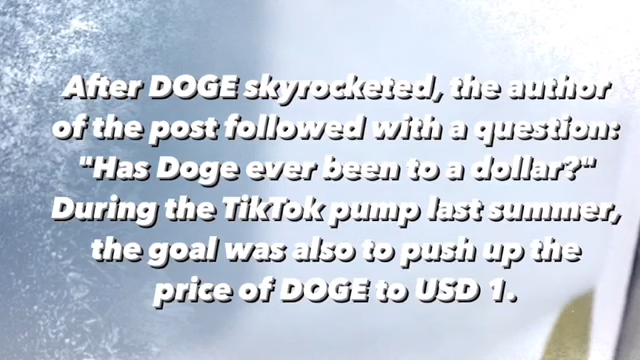 After DOGE skyrocketed, the author
of the post followed with a question:
"Has Doge ever been to a dollar?"
During the TikTok pump last summer,
the goal was also to push up the
price of DOGE to USD 1.